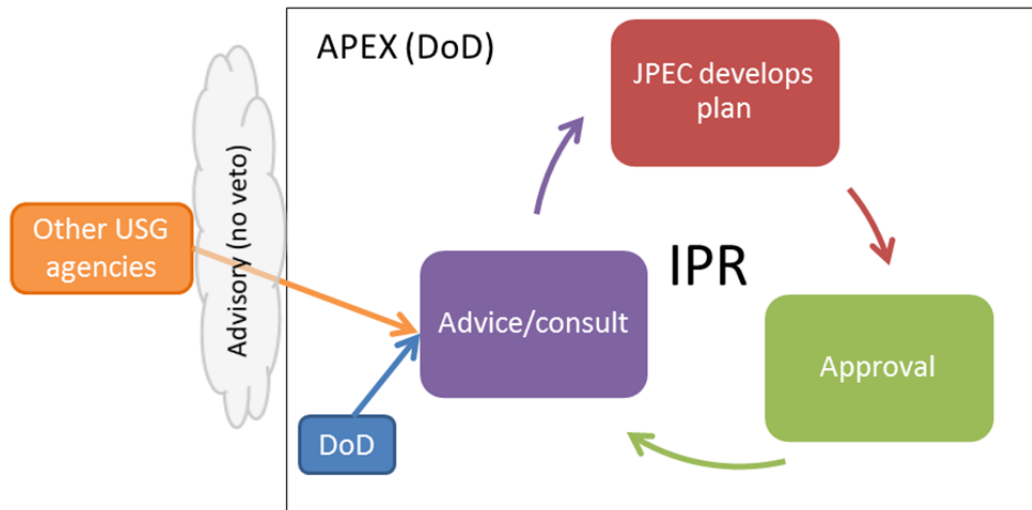 APEX (DoD)
JPEC develops
plan
Advisory (no veto)
Other USG
agencies
IPR
Advice/consult
Approval
DoD